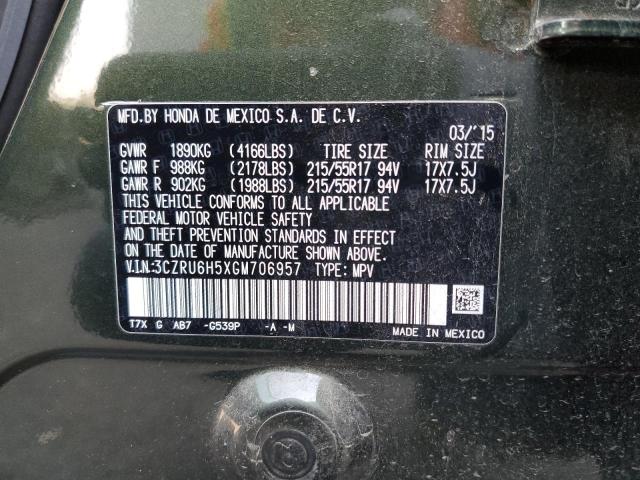 MFD.BY HONDA DE MEXICO S.A. DE C.V.
03/'15
GVWR 1890KG (4166LBS) TIRE SIZE RIM SIZE
GAWR F 988KG (2178LBS) 215/55R17 94V 17X7.5J
GAWR R 902KG (1988LBS) 215/55R17 94V 17X7.5J
THIS VEHICLE CONFORMS TO ALL APPLICABLE
FEDERAL MOTOR VEHICLE SAFETY
AND THEFT PREVENTION STANDARDS IN EFFECT
ON THE DATE OF MANUFACTURE SHOWN ABOVE.
V.I.N:3CZRU6H5XGM706957 TYPE: MPV
T7X G AB7 -G539P -A -M
MADE IN MEXICO